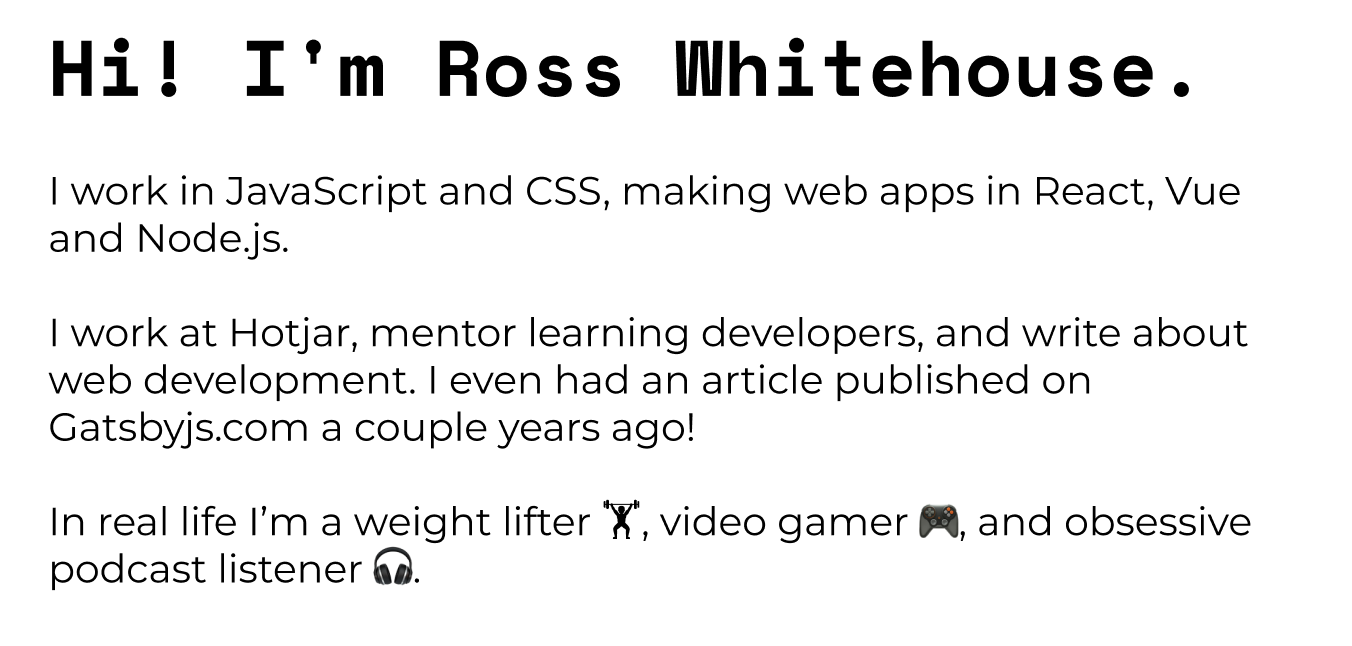 Hi! I'm Ross Whitehouse.
I work in JavaScript and CSS, making web apps in React, Vue
and Node.js.
I work at Hotjar, mentor learning developers, and write about
web development. I even had an article published on
Gatsbyjs.com a couple years ago!
In real life I’m a weight lifter 🏋, video gamer 🎮, and obsessive
podcast listener 🎧.